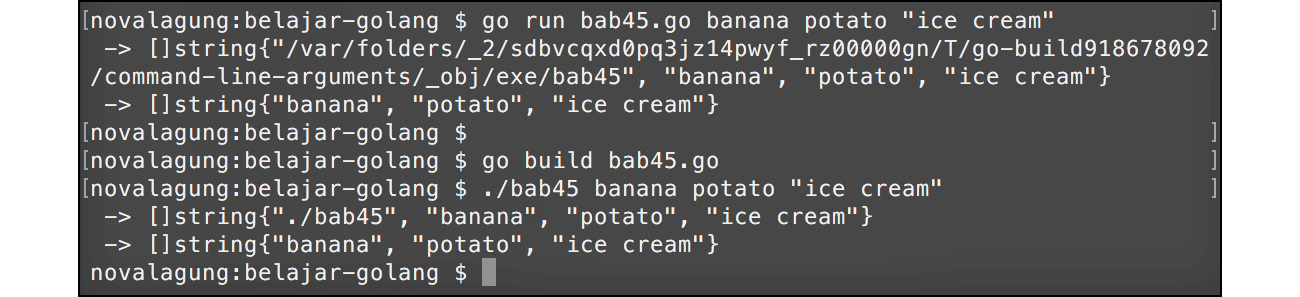 [novalagung:belajar-golang $ go run bab45.go banana potato "ice cream" ]
-> []string{"/var/folders/_2/sdbvcqxd0pq3jz14pwyf_rz00000gn/T/go-build918678092
/command-line-arguments/_obj/exe/bab45", "banana", "potato", "ice cream"}
-> []string{"banana", "potato", "ice cream"}
[novalagung:belajar-golang $ ]
[novalagung:belajar-golang $ go build bab45.go ]
[novalagung:belajar-golang $ ./bab45 banana potato "ice cream" ]
-> []string{"./bab45", "banana", "potato", "ice cream"}
-> []string{"banana", "potato", "ice cream"}
novalagung:belajar-golang $